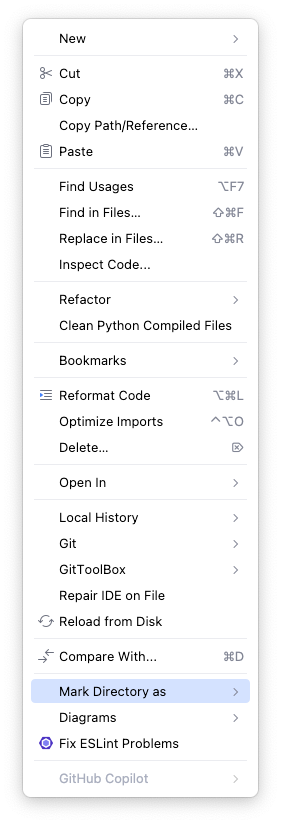 New
Cut ⌘X
Copy ⌘C
Copy Path/Reference...
Paste ⌘V
Find Usages ⌥F7
Find in Files... ⇧⌘F
Replace in Files... ⇧⌘R
Inspect Code...
Refactor
Clean Python Compiled Files
Bookmarks
Reformat Code ⌥⌘L
Optimize Imports ^⌥O
Delete... ⌦
Open In
Local History
Git
GitToolBox
Repair IDE on File
Reload from Disk
Compare With... ⌘D
Mark Directory as
Diagrams
Fix ESLint Problems
GitHub Copilot